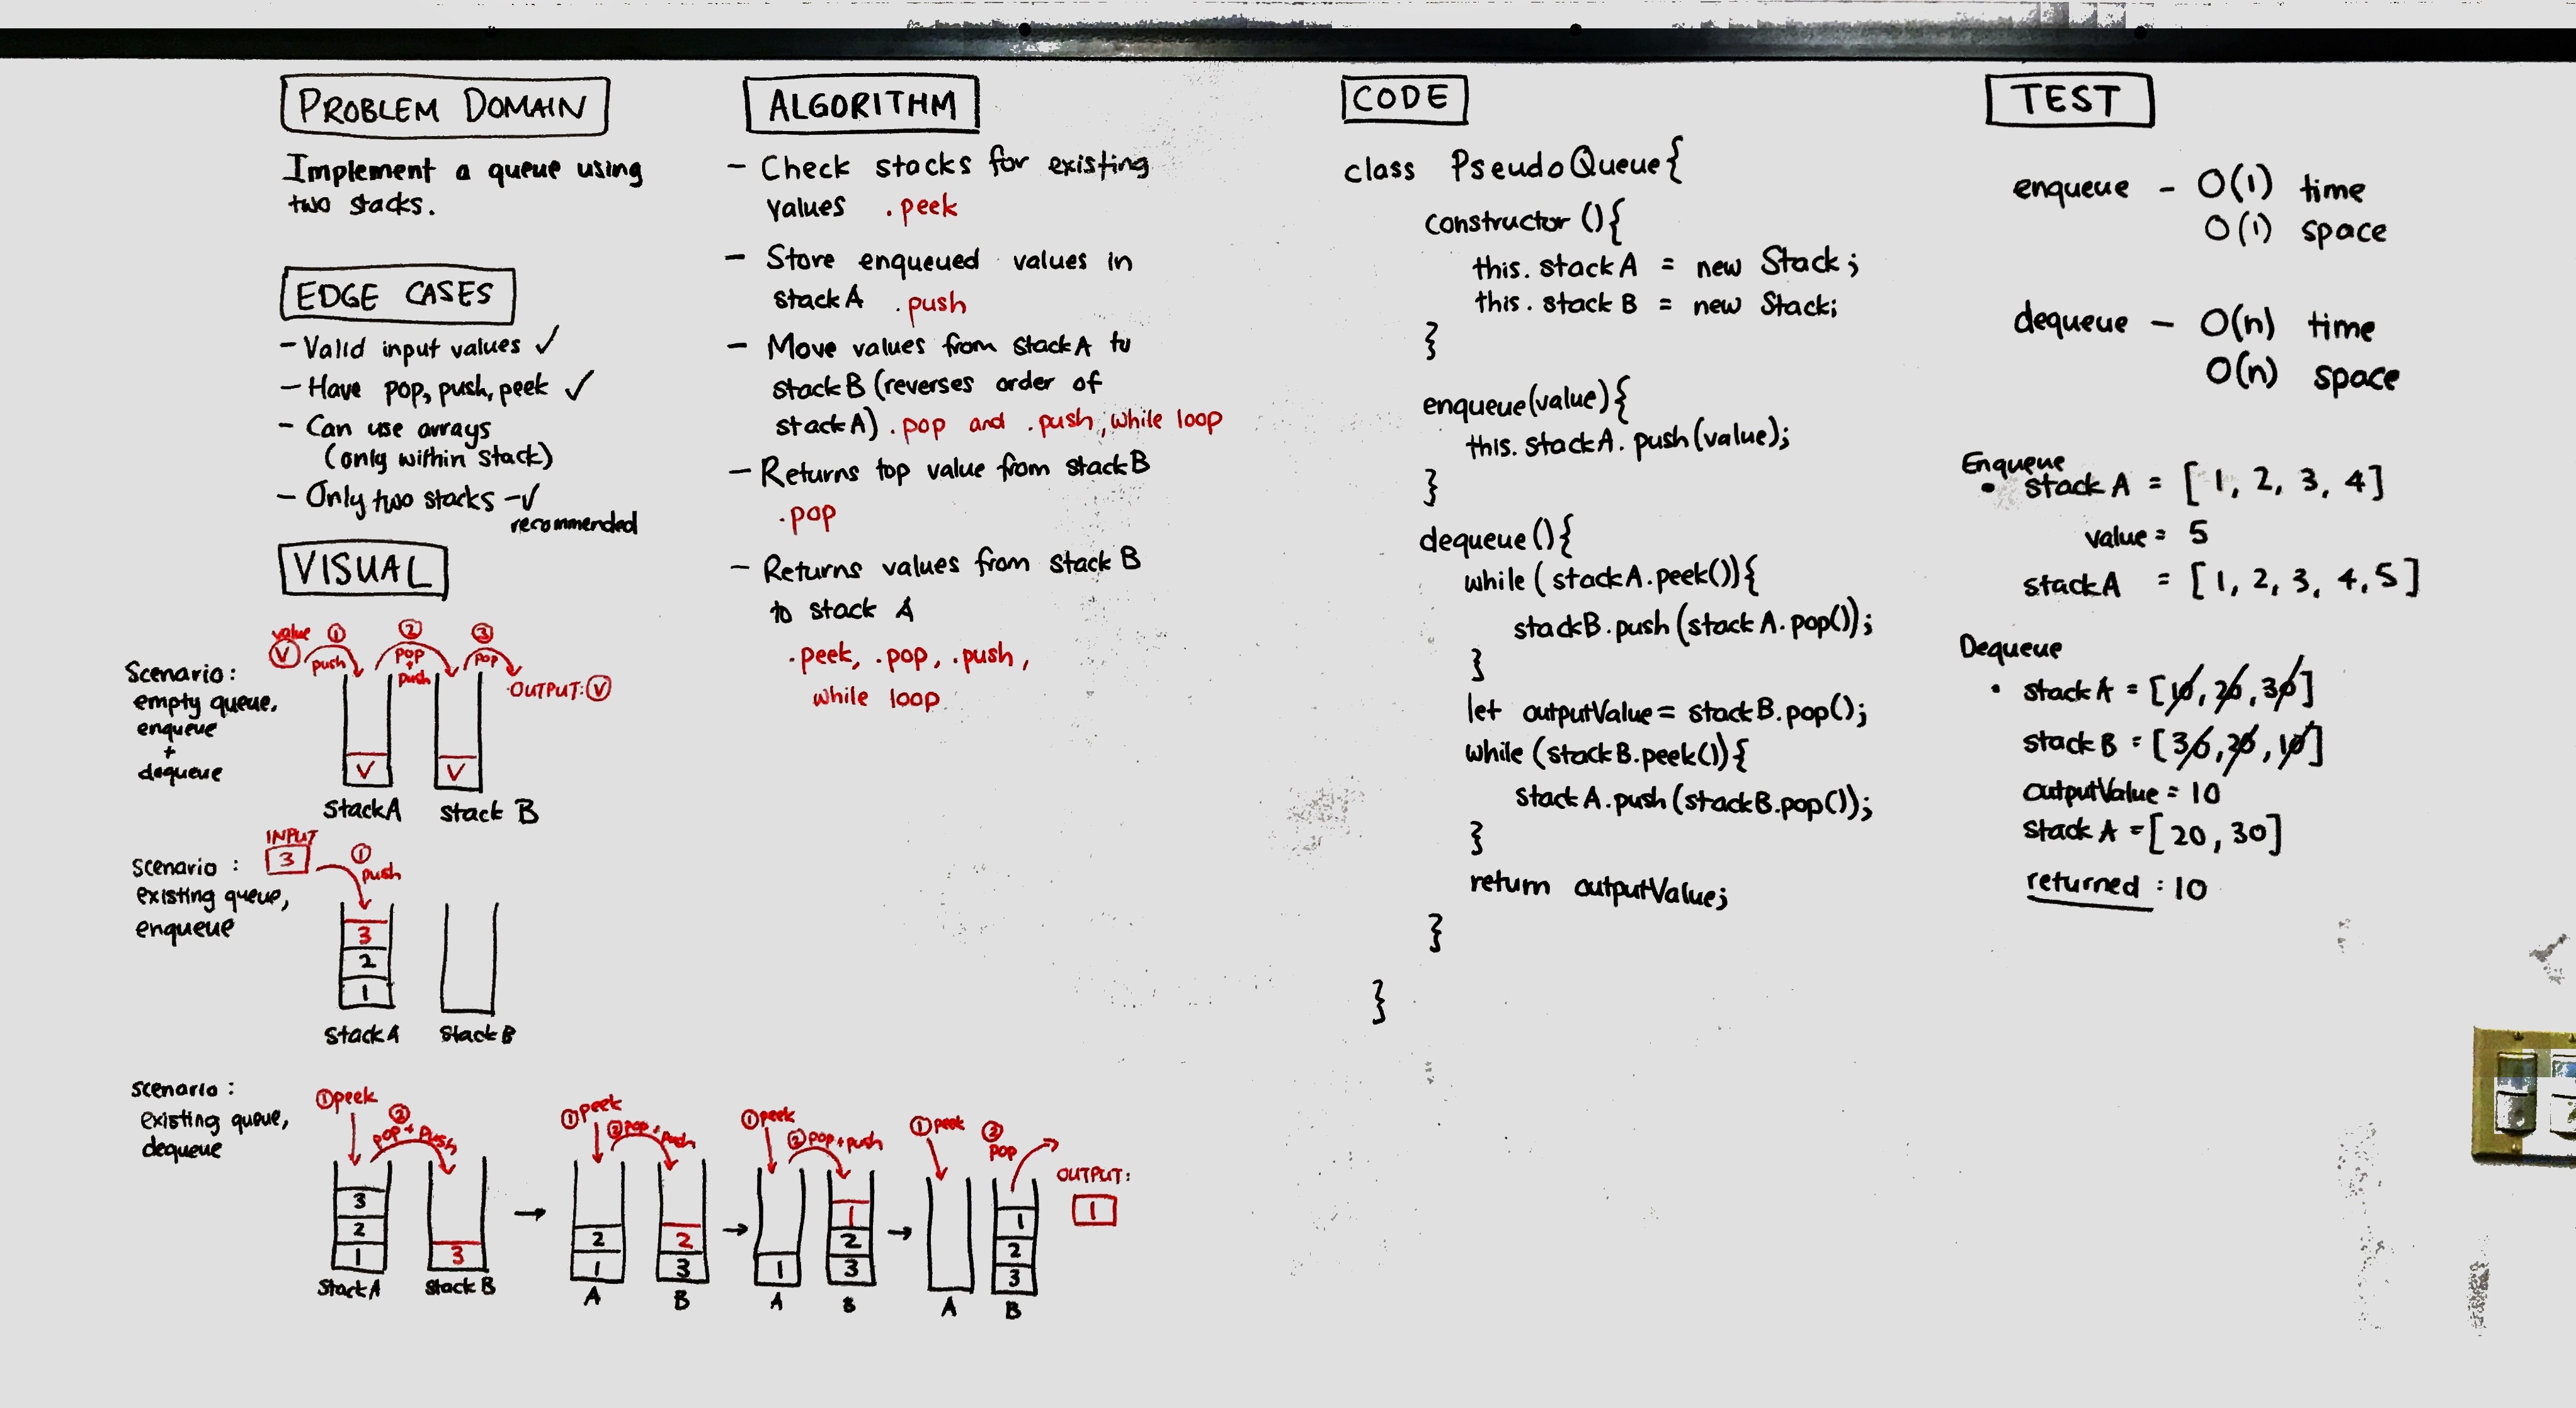 PROBLEM DOMAIN
Implement a queue using
two stacks.
EDGE CASES
- Valid input values ✓
- Have pop, push, peek ✓
- Can use arrays
(only within stack)
- Only two stacks -✓
recommended
VISUAL
Scenario:
empty queue,
enqueue
+
dequeue
value
V
① push
② pop + push
③ pop
OUTPUT: V
V
V
stack A
stack B
Scenario :
existing queue,
enqueue
INPUT
3
① push
3
2
1
stack A
stack B
scenario :
existing queue,
dequeue
① peek
② pop + push
3
2
1
3
stack A
stack B
→
① peek
② pop + push
2
1
2
3
A
B
→
① peek
② pop + push
1
1
2
3
A
B
→
① peek
③ pop
OUTPUT:
1
1
2
3
A
B
ALGORITHM
- Check stacks for existing
values .peek
- Store enqueued values in
stack A .push
- Move values from stack A to
stack B (reverses order of
stack A) .pop and .push, while loop
- Returns top value from stack B
.pop
- Returns values from stack B
to stack A
.peek, .pop, .push,
while loop
CODE
class PseudoQueue{
constructor (){
this. stack A = new Stack;
this. stack B = new Stack;
}
enqueue(value){
this. stackA. push(value);
}
dequeue (){
while ( stackA.peek()){
stackB.push (stackA.pop());
}
let outputValue = stackB.pop();
while (stackB.peek()){
stack A.push (stackB.pop());
}
return outputValue;
}
}
TEST
enqueue - O(1) time
O(1) space
dequeue - O(n) time
O(n) space
Enqueue
• stack A = [1, 2, 3, 4]
value = 5
stackA = [1, 2, 3, 4, 5]
Dequeue
• stack A = [10, 20, 30]
stack B = [30, 20, 10]
outputValue = 10
stack A = [20, 30]
returned : 10